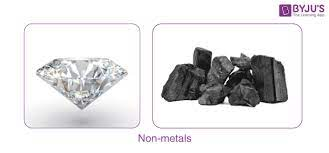 BYJU'S
The Learning App
Non-metals